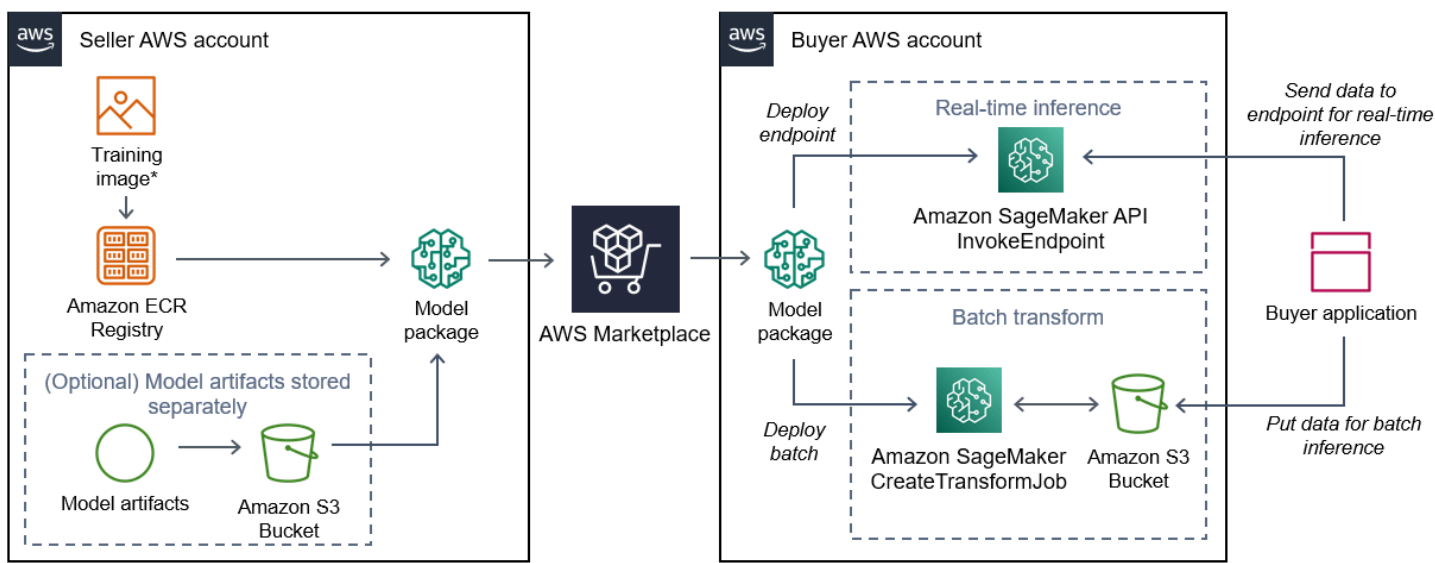 aws
Seller AWS account
Training
image*
Amazon ECR
Registry
(Optional) Model artifacts stored
separately
Model artifacts
Amazon S3
Bucket
Model
package
AWS Marketplace
aws
Buyer AWS account
Model
package
Deploy
endpoint
Real-time inference
Amazon SageMaker API
InvokeEndpoint
Deploy
batch
Batch transform
Amazon SageMaker
CreateTransformJob
Amazon S3
Bucket
Send data to
endpoint for real-time
inference
Buyer application
Put data for batch
inference